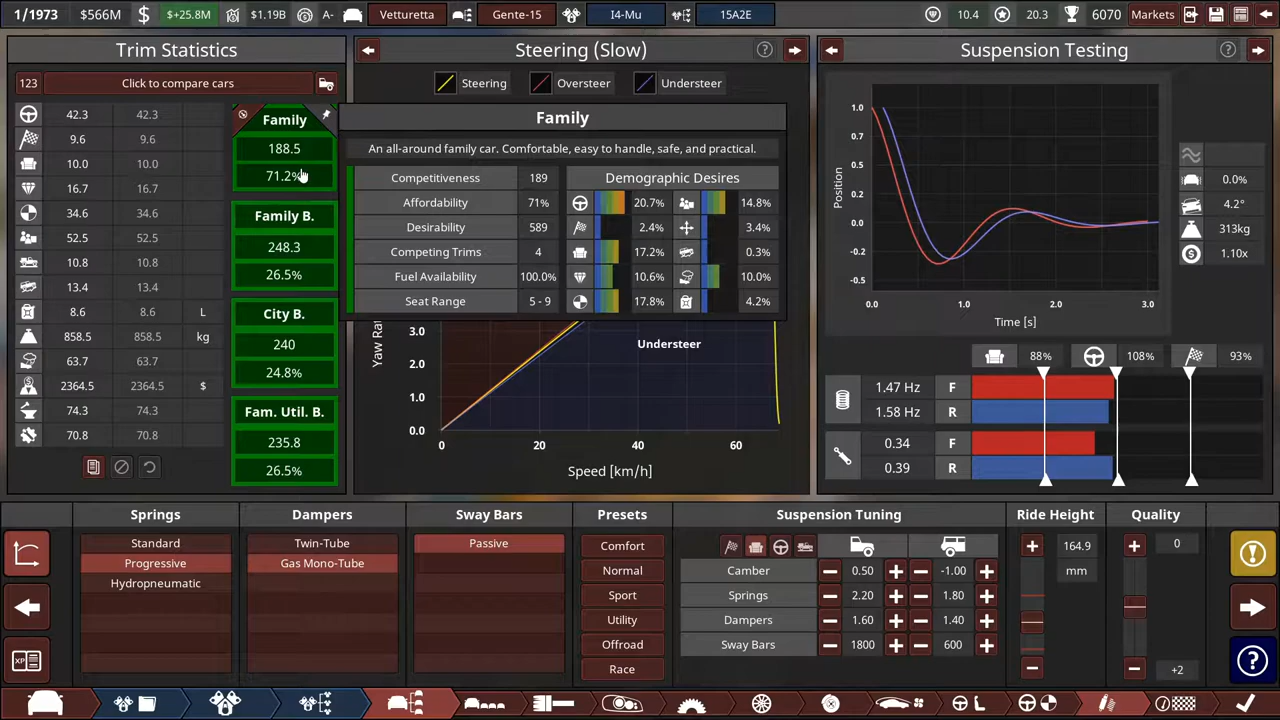 1/1973 $566M $+25.8M $1.19B A- Vetturetta Gente-15 I4-Mu 15A2E 10.4 20.3 6070 Markets
Trim Statistics
123 Click to compare cars
42.3 42.3
9.6 9.6
10.0 10.0
16.7 16.7
34.6 34.6
52.5 52.5
10.8 10.8
13.4 13.4
8.6 8.6 L
858.5 858.5 kg
63.7 63.7
2364.5 2364.5 $
74.3 74.3
70.8 70.8
Family
188.5
71.2%
Family B.
248.3
26.5%
City B.
240
24.8%
Fam. Util. B.
235.8
26.5%
Steering (Slow)
Steering Oversteer Understeer
Family
An all-around family car. Comfortable, easy to handle, safe, and practical.
Competitiveness 189
Affordability 71%
Desirability 589
Competing Trims 4
Fuel Availability 100.0%
Seat Range 5 - 9
Demographic Desires
20.7% 14.8%
2.4% 3.4%
17.2% 0.3%
10.6% 10.0%
17.8% 4.2%
Understeer
3.0
2.0
1.0
0.0
0 20 40 60
Speed [km/h]
Suspension Testing
Position
1.0
0.7
0.5
0.2
0.0
-0.2
-0.5
0.0 1.0 2.0 3.0
Time [s]
0.0%
4.2°
313kg
1.10x
88% 108% 93%
1.47 Hz F
1.58 Hz R
0.34 F
0.39 R
Springs
Standard
Progressive
Hydropneumatic
Dampers
Twin-Tube
Gas Mono-Tube
Sway Bars
Passive
Presets
Comfort
Normal
Sport
Utility
Offroad
Race
Suspension Tuning
Camber 0.50 -1.00
Springs 2.20 1.80
Dampers 1.60 1.40
Sway Bars 1800 600
Ride Height
164.9
mm
Quality
0
+2
XP